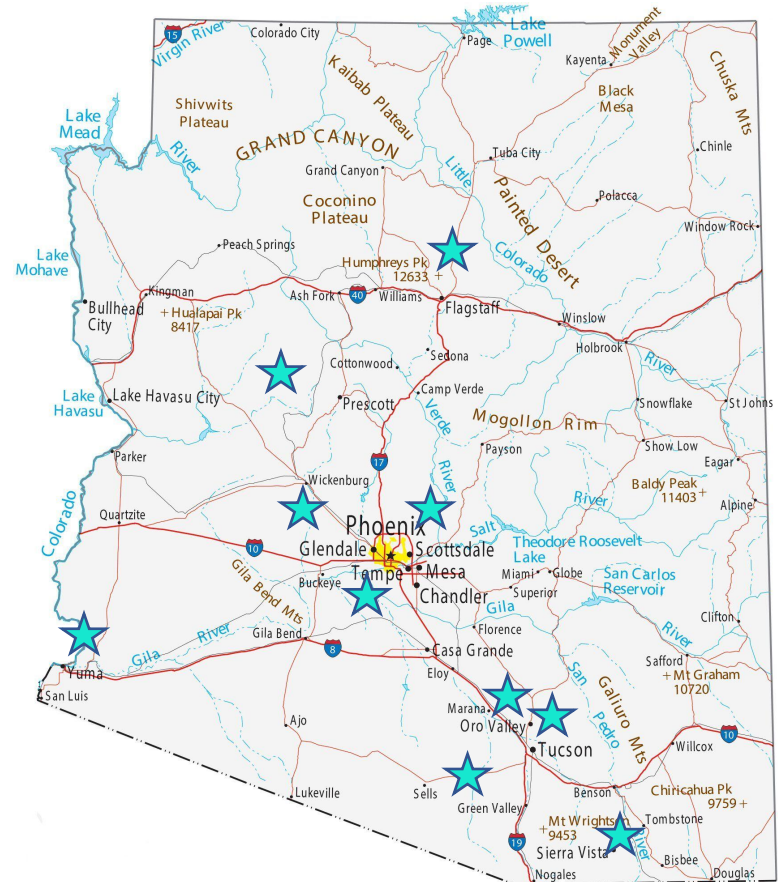 15
Virgin River
Colorado City
Lake
Powell
Page
Monument
Valley
Kayenta
Kaibab Plateau
Black
Mesa
Chuska Mts
Shivwits
Plateau
Lake
Mead
River
GRAND CANYON
Tuba City
Chinle
Grand Canyon
Little
Coconino
Plateau
Painted Desert
Polacca
Window Rock
Peach Springs
Lake
Mohave
Humphreys Pk
12633
Colorado
Kingman
Ash Fork
40
Williams
Flagstaff
Bullhead
City
Hualapai Pk
8417
Winslow
Holbrook
River
Sedona
Cottonwood
Lake
Havasu
Lake Havasu City
Prescott
Camp Verde
Verde
River
Snowflake
St Johns
Mogollon Rim
Payson
Show Low
Eagar
Parker
17
Wickenburg
Baldy Peak
11403
River
Alpine
Colorado
Quartzite
Phoenix
Salt
Theodore Roosevelt
Lake
10
Glendale
Scottsdale
Tempe
Mesa
Chandler
Buckeye
Miami
Globe
Superior
San Carlos
Reservoir
Gila Bend Mts
Gila
Florence
Clifton
River
Gila
River
Gila Bend
8
Casa Grande
Eloy
Safford
Mt Graham
10720
Yuma
San Luis
San
Pedro
Galiuro Mts
Marana
Oro Valley
Tucson
10
Willcox
Ajo
Lukeville
Sells
Green Valley
Benson
Chiricahua Pk
9759
19
Mt Wrightson
9453
Tombstone
Sierra Vista
River
Bisbee
Nogales
Douglas